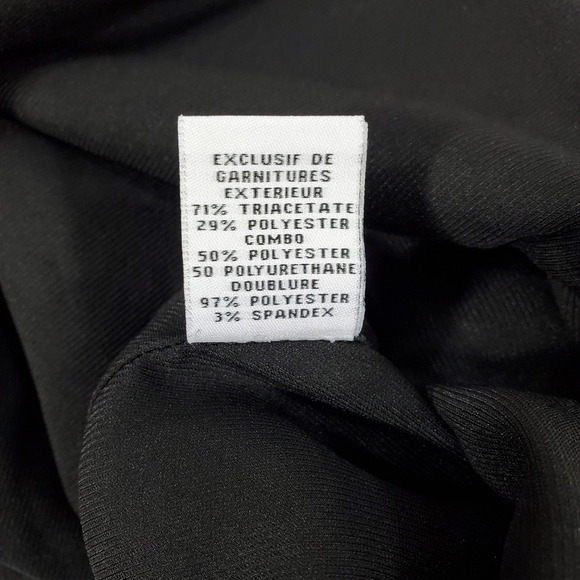 EXCLUSIF DE
GARNITURES
EXTERIEUR
71% TRIACETATE
29% POLYESTER
COMBO
50% POLYESTER
50 POLYURETHANE
DOUBLURE
97% POLYESTER
3% SPANDEX